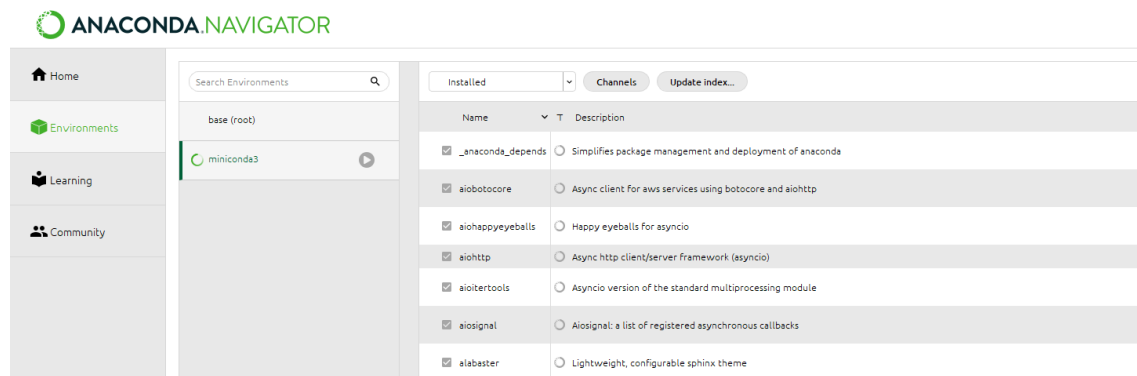 ANACONDA.NAVIGATOR
Home
Environments
Learning
Community
Search Environments
base (root)
miniconda3
Installed
Channels
Update index...
Name T Description
_anaconda_depends Simplifies package management and deployment of anaconda
aiobotocore Async client for aws services using botocore and aiohttp
aiohappyeyeballs Happy eyeballs for asyncio
aiohttp Async http client/server framework (asyncio)
aioitertools Asyncio version of the standard multiprocessing module
aiosignal Aiosignal: a list of registered asynchronous callbacks
alabaster Lightweight, configurable sphinx theme